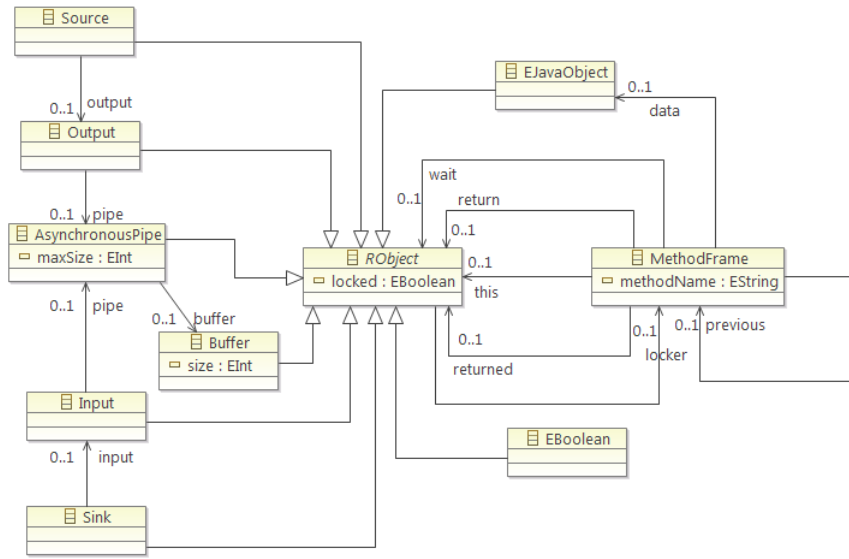 Source
0..1
output
Output
0..1
pipe
AsynchronousPipe
maxSize : EInt
0..1
pipe
0..1
buffer
Buffer
size : EInt
Input
0..1
input
Sink
EJavaObject
0..1
data
wait
0..1
return
0..1
RObject
locked : EBoolean
0..1
this
MethodFrame
methodName : EString
0..1
returned
0..1
locker
0..1
previous
EBoolean